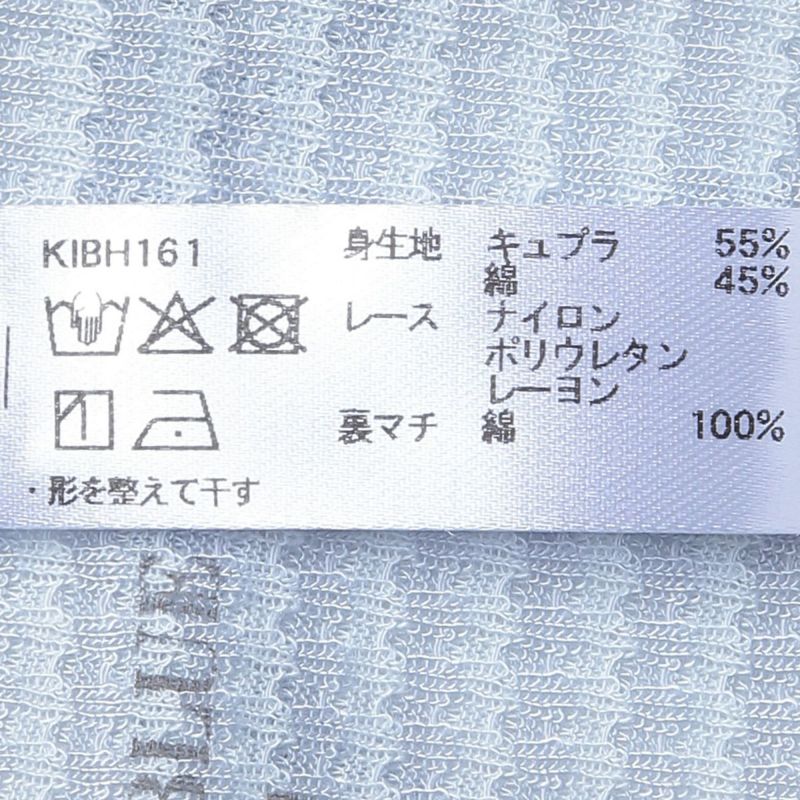 KIBH161
身生地 キュプラ 55%
綿 45%
レース ナイロン
ポリウレタン
レーヨン
裏マチ 綿 100%
・形を整えて干す